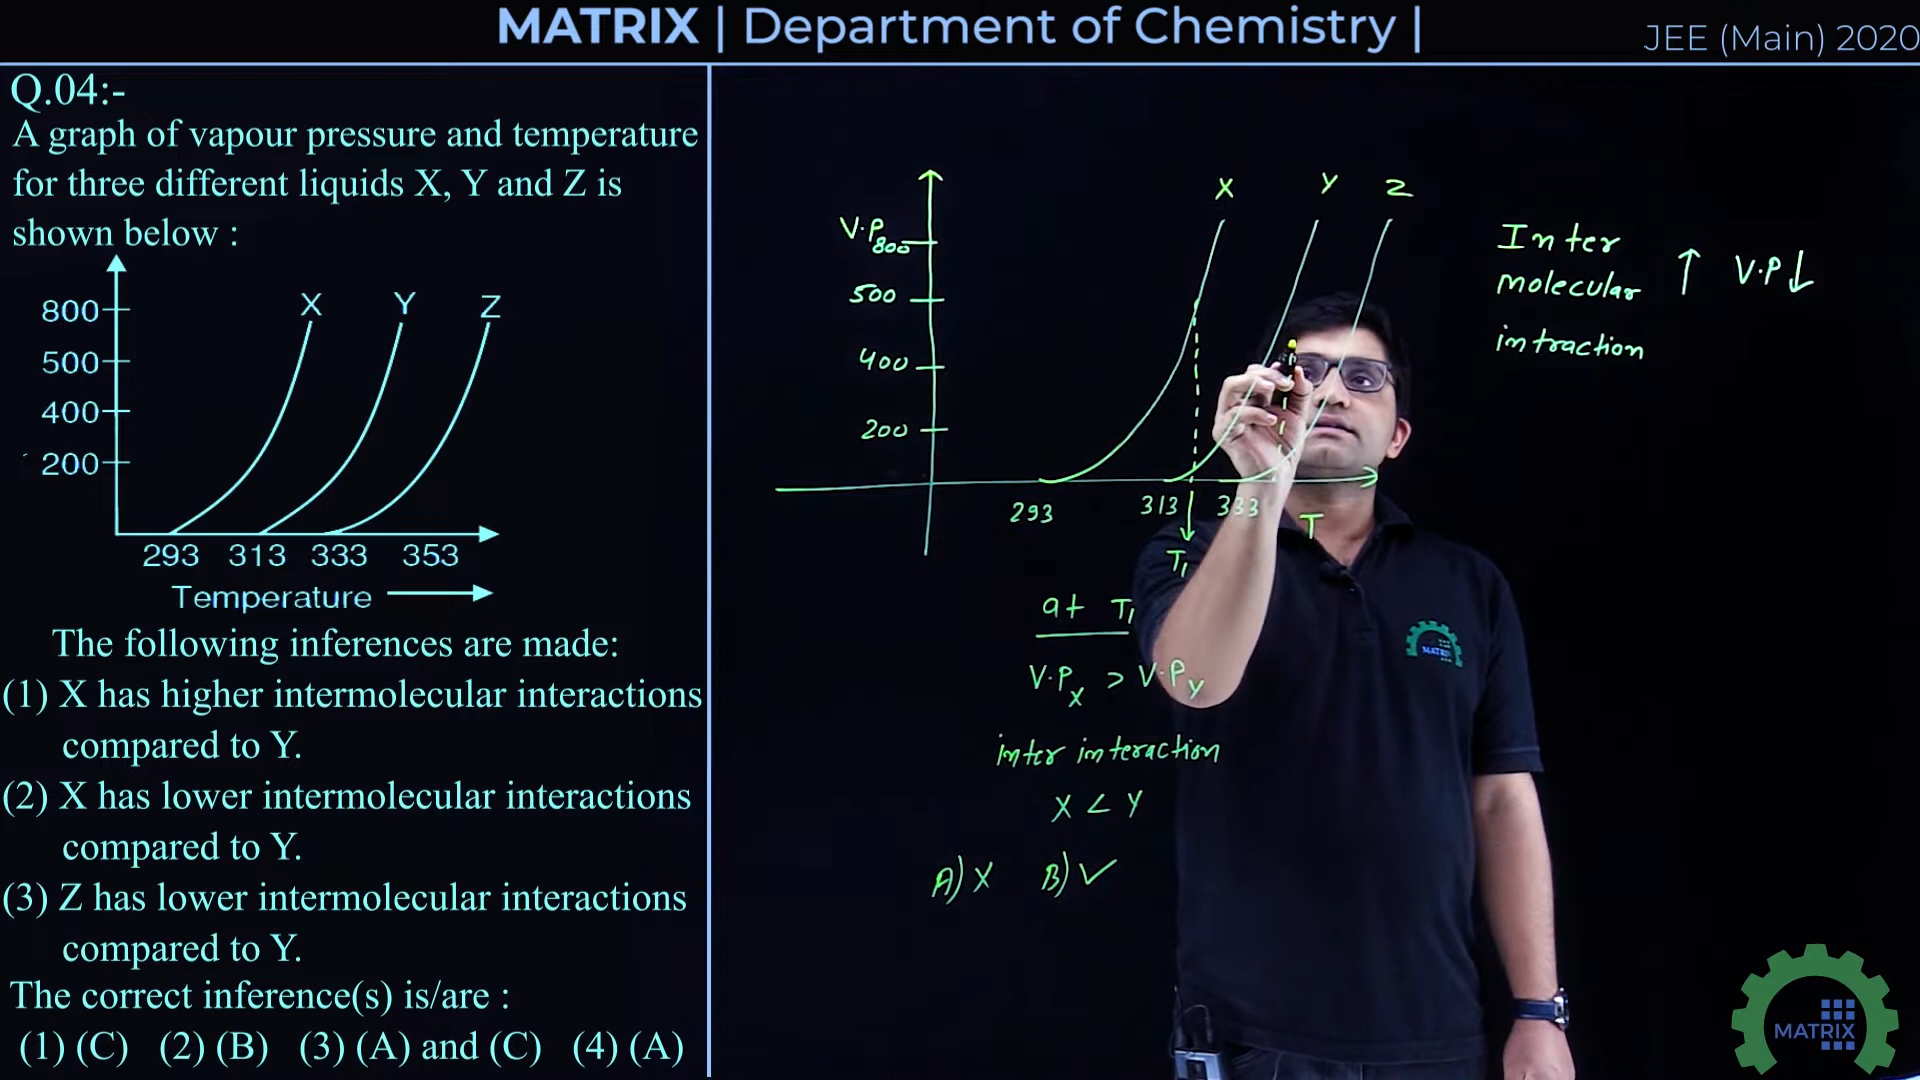 MATRIX | Department of Chemistry |
JEE (Main) 2020
Q.04:-
A graph of vapour pressure and temperature
for three different liquids X, Y and Z is
shown below :
800
500
400
200
X Y Z
293 313 333 353
Temperature
The following inferences are made:
(1) X has higher intermolecular interactions
compared to Y.
(2) X has lower intermolecular interactions
compared to Y.
(3) Z has lower intermolecular interactions
compared to Y.
The correct inference(s) is/are :
(1) (C) (2) (B) (3) (A) and (C) (4) (A)
X Y Z
V.P
800
500
400
200
293 313 333
T
T1
Inter
molecular ↑ V.P↓
intraction
at T1
V.PX > V.PY
inter interaction
X < Y
A) X B) ✓
MATRIX
MATRIX